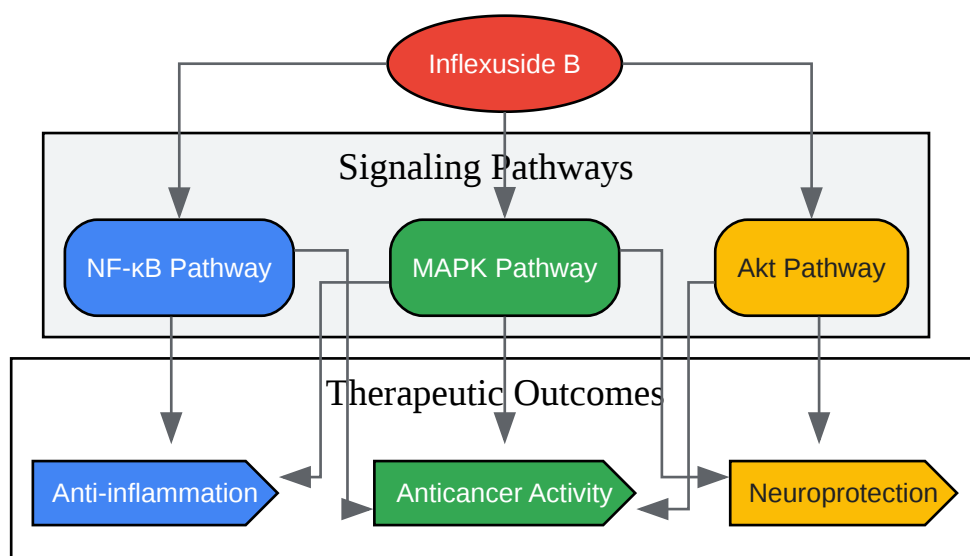 Inflexuside B
Signaling Pathways
NF-κB Pathway
MAPK Pathway
Akt Pathway
Therapeutic Outcomes
Anti-inflammation
Anticancer Activity
Neuroprotection